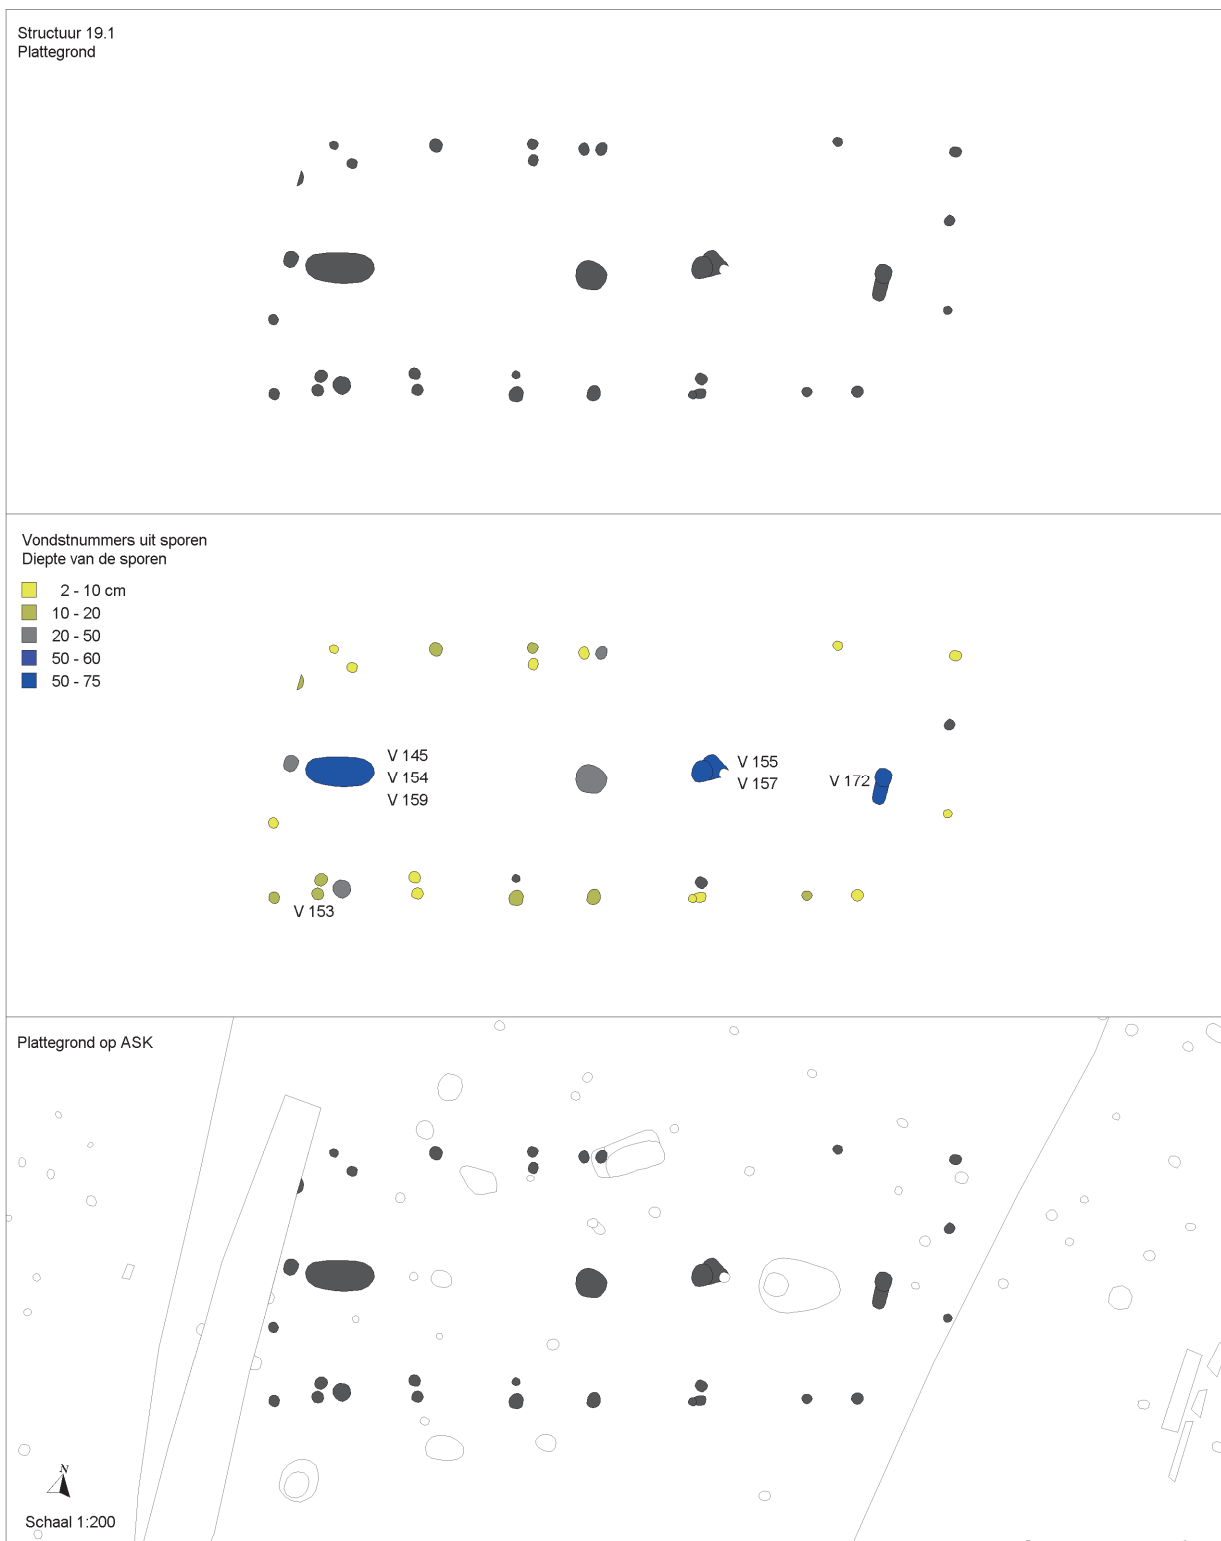 Structuur 19.1
Plattegrond
Vondstnummers uit sporen
Diepte van de sporen
2 - 10 cm
10 - 20
20 - 50
50 - 60
50 - 75
V 145
V 154
V 159
V 155
V 157
V 172
V 153
Plattegrond op ASK
N
Schaal 1:200